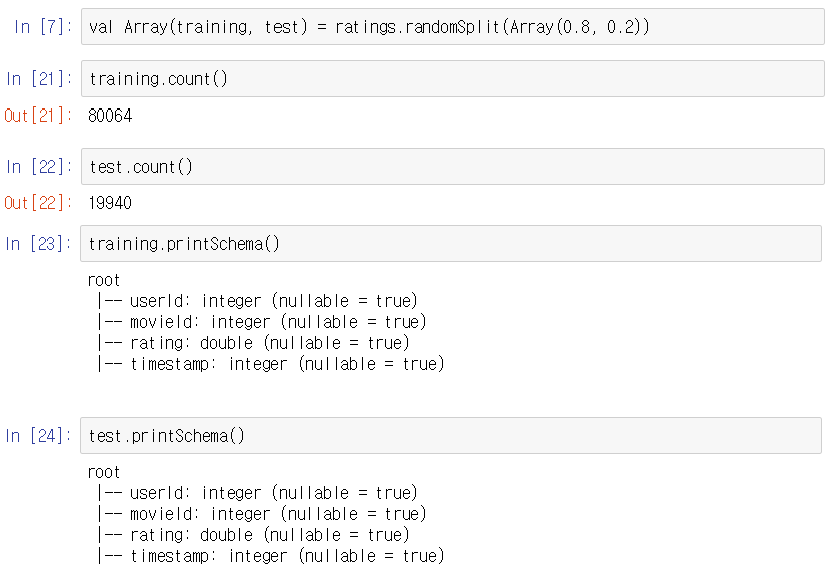 In [7]: val Array(training, test) = ratings.randomSplit(Array(0.8, 0.2))
In [21]: training.count()
Out[21]: 80064
In [22]: test.count()
Out[22]: 19940
In [23]: training.printSchema()
root
|-- userId: integer (nullable = true)
|-- movieId: integer (nullable = true)
|-- rating: double (nullable = true)
|-- timestamp: integer (nullable = true)
In [24]: test.printSchema()
root
|-- userId: integer (nullable = true)
|-- movieId: integer (nullable = true)
|-- rating: double (nullable = true)
|-- timestamp: integer (nullable = true)